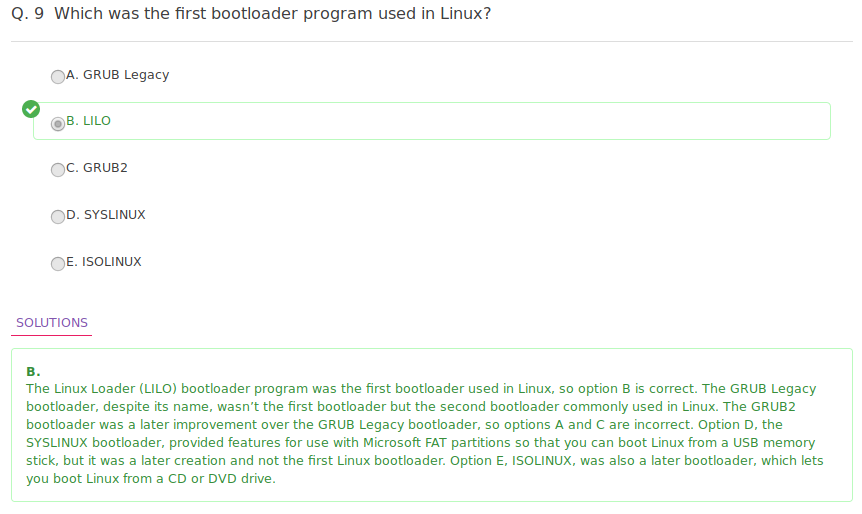 Q. 9 Which was the first bootloader program used in Linux?
A. GRUB Legacy
B. LILO
C. GRUB2
D. SYSLINUX
E. ISOLINUX
SOLUTIONS
B.
The Linux Loader (LILO) bootloader program was the first bootloader used in Linux, so option B is correct. The GRUB Legacy
bootloader, despite its name, wasn’t the first bootloader but the second bootloader commonly used in Linux. The GRUB2
bootloader was a later improvement over the GRUB Legacy bootloader, so options A and C are incorrect. Option D, the
SYSLINUX bootloader, provided features for use with Microsoft FAT partitions so that you can boot Linux from a USB memory
stick, but it was a later creation and not the first Linux bootloader. Option E, ISOLINUX, was also a later bootloader, which lets
you boot Linux from a CD or DVD drive.